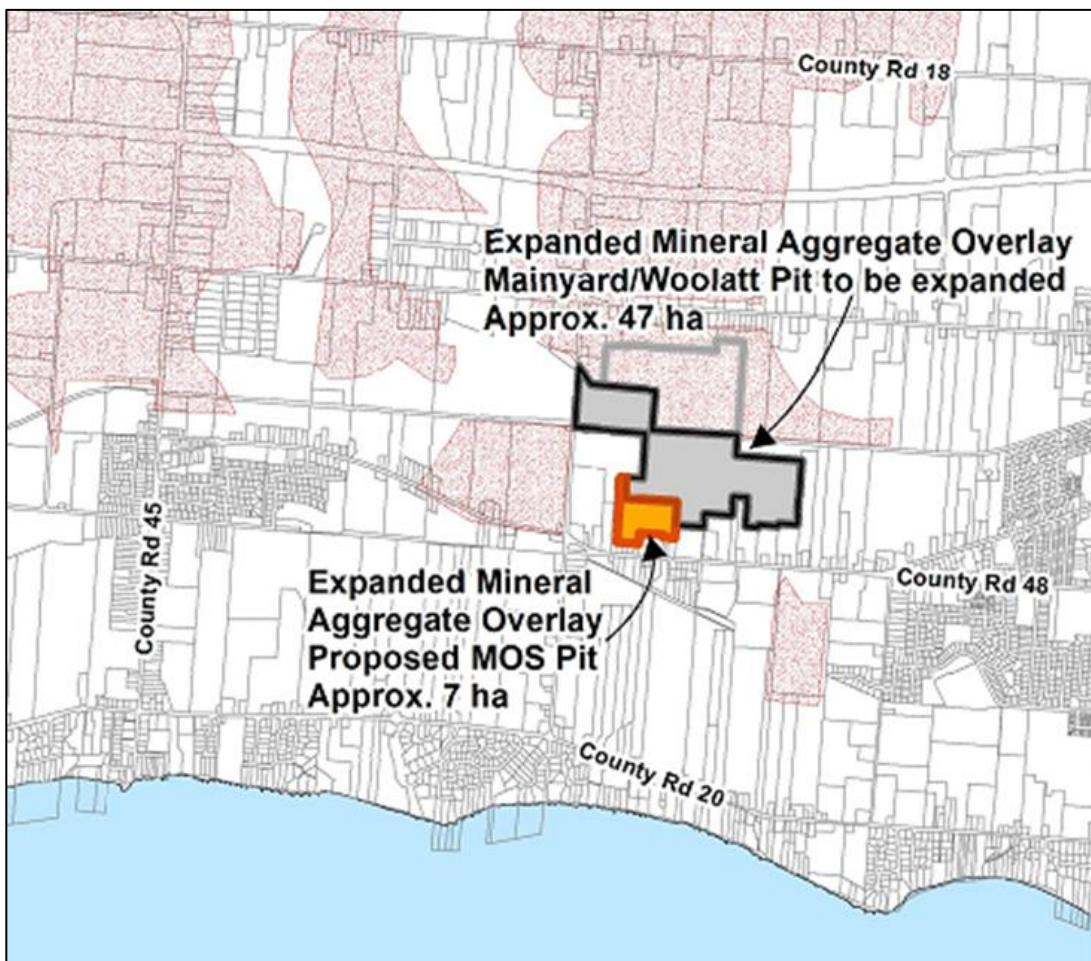 County Rd 18
Expanded Mineral Aggregate Overlay
Mainyard/Woolatt Pit to be expanded
Approx. 47 ha
County Rd 45
County Rd 48
Expanded Mineral
Aggregate Overlay
Proposed MOS Pit
Approx. 7 ha
County Rd 20